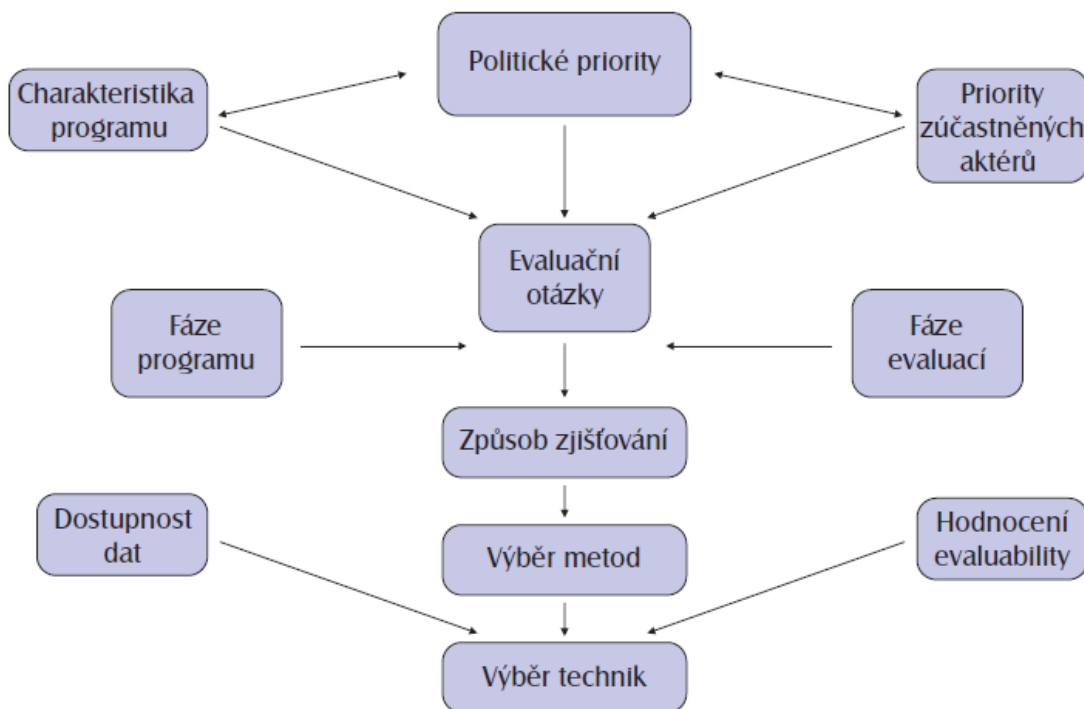 Politické priority
Charakteristika
programu
Priority
zúčastněných
aktérů
Evaluační
otázky
Fáze
programu
Fáze
evaluací
Způsob zjišťování
Dostupnost
dat
Výběr metod
Hodnocení
evaluability
Výběr technik